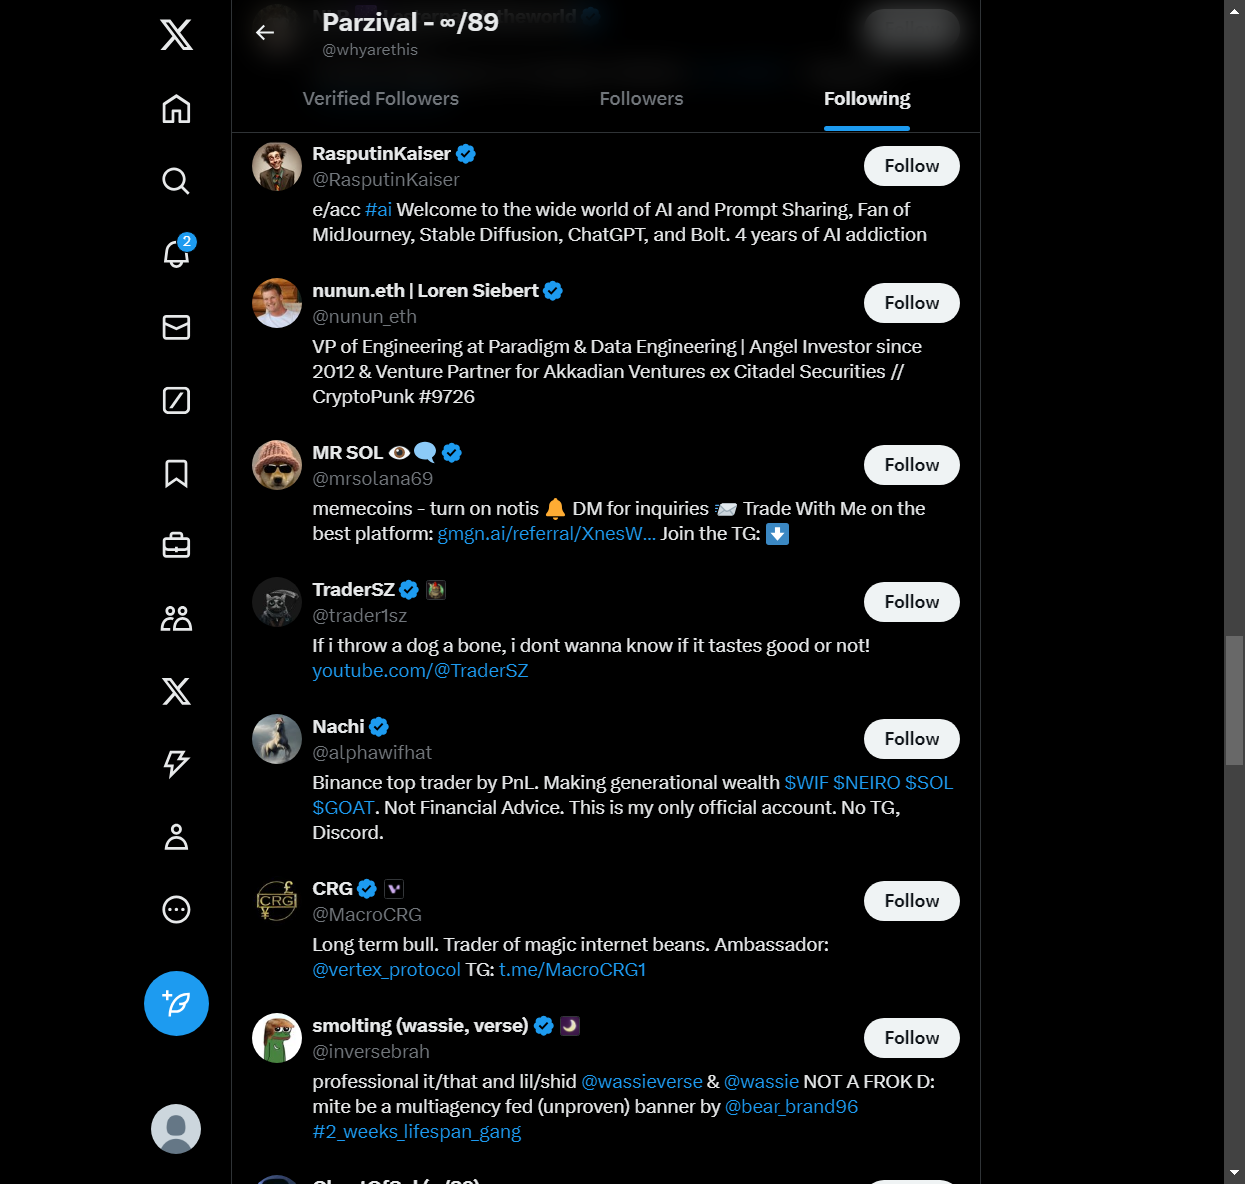 Parzival - ∞/89
@whyarethis
Verified Followers
Followers
Following
RasputinKaiser
@RasputinKaiser
Follow
e/acc #ai Welcome to the wide world of AI and Prompt Sharing, Fan of
MidJourney, Stable Diffusion, ChatGPT, and Bolt. 4 years of AI addiction
2
nunun.eth | Loren Siebert
@nunun_eth
Follow
VP of Engineering at Paradigm & Data Engineering | Angel Investor since
2012 & Venture Partner for Akkadian Ventures ex Citadel Securities //
CryptoPunk #9726
MR SOL 👁️🗨️
@mrsolana69
Follow
memecoins - turn on notis 🔔 DM for inquiries 📨 Trade With Me on the
best platform: gmgn.ai/referral/XnesW... Join the TG: ⬇️
TraderSZ
@trader1sz
Follow
If i throw a dog a bone, i dont wanna know if it tastes good or not!
youtube.com/@TraderSZ
Nachi
@alphawifhat
Follow
Binance top trader by PnL. Making generational wealth $WIF $NEIRO $SOL
$GOAT. Not Financial Advice. This is my only official account. No TG,
Discord.
CRG
CRG
@MacroCRG
Follow
Long term bull. Trader of magic internet beans. Ambassador:
@vertex_protocol TG: t.me/MacroCRG1
smolting (wassie, verse)
@inversebrah
Follow
professional it/that and lil/shid @wassieverse & @wassie NOT A FROK D:
mite be a multiagency fed (unproven) banner by @bear_brand96
#2_weeks_lifespan_gang